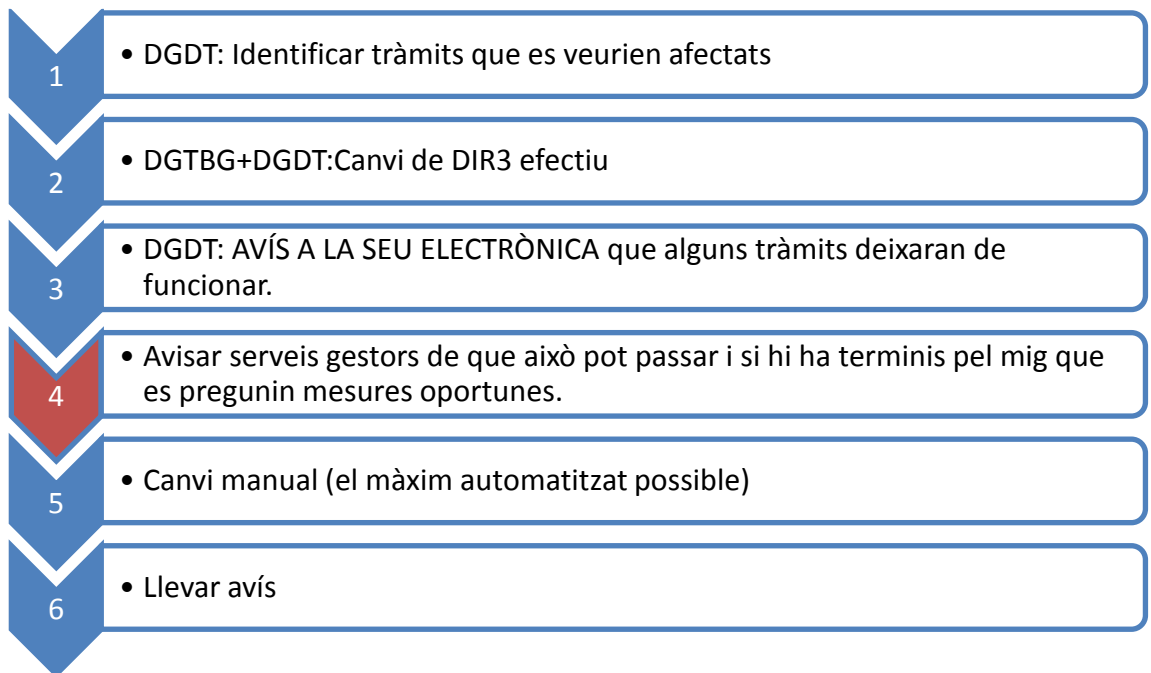 1
• DGDT: Identificar tràmits que es veurien afectats
2
• DGTBG+DGDT:Canvi de DIR3 efectiu
3
• DGDT: AVÍS A LA SEU ELECTRÒNICA que alguns tràmits deixaran de
funcionar.
4
• Avisar serveis gestors de que això pot passar i si hi ha terminis pel mig que
es pregunin mesures oportunes.
5
• Canvi manual (el màxim automatitzat possible)
6
• Llevar avís